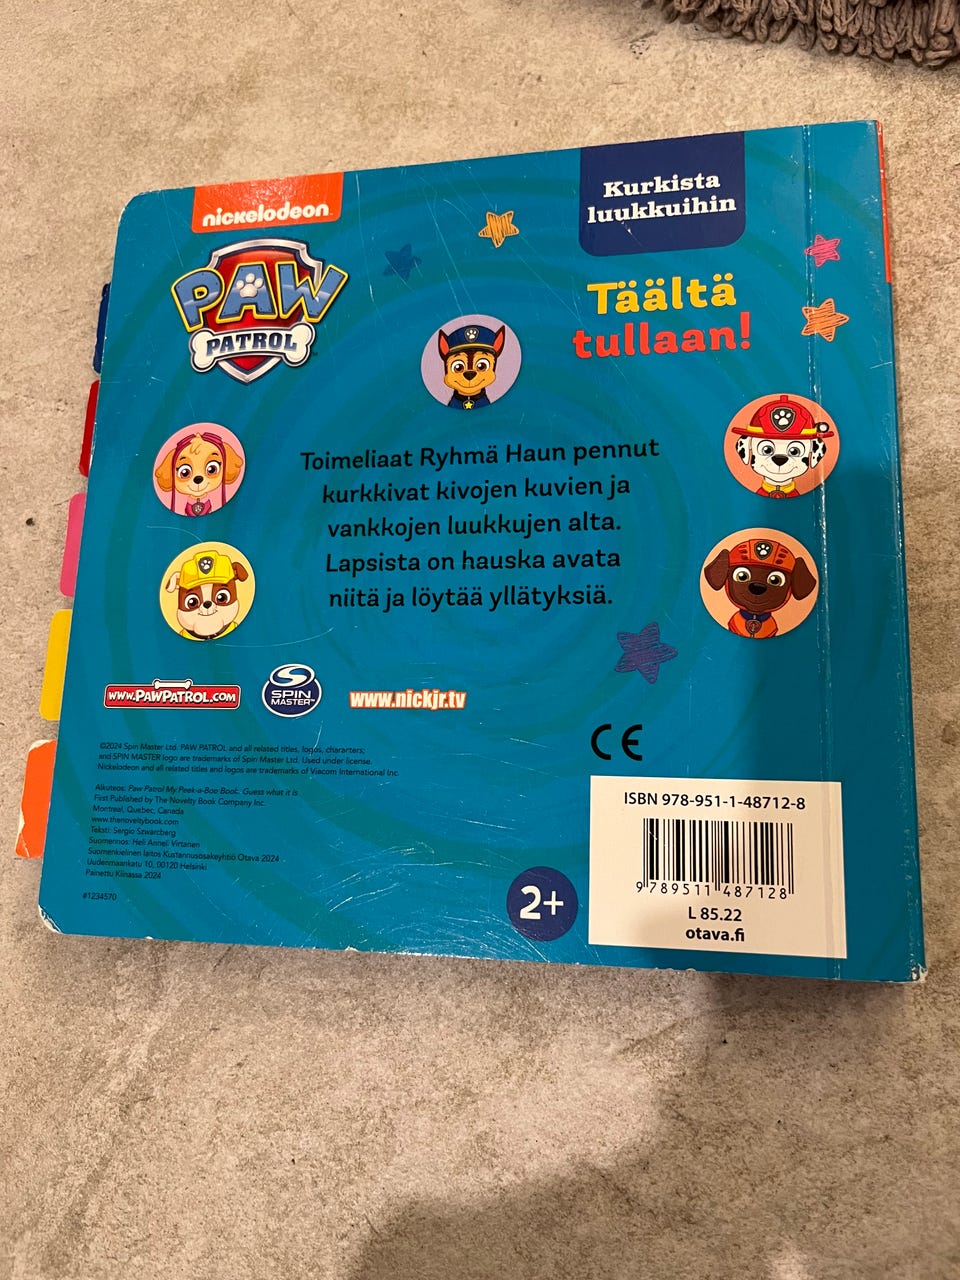 nickelodeon
PAW
PATROL
Kurkista
luukkuihin
Täältä
tullaan!
Toimeliaat Ryhmä Haun pennut
kurkkivat kivojen kuvien ja
vankkojen luukkujen alta.
Lapsista on hauska avata
niitä ja löytää yllätyksiä.
www.PAWPATROL.COM
SPIN
MASTER™
www.nickjr.tv
©2024 Spin Master Ltd. PAW PATROL and all related titles, logos, chararters;
and SPIN MASTER logo are trademarks of Spin Master Ltd. Used under license.
Nickelodeon and all related titles and logos are trademarks of Viacom International Inc.
Alkuteos: Paw Patrol My Peek-a-Boo Book. Guess what it is
First Published by The Novelty Book Company Inc.
Montreal, Quebec, Canada
www.thenoveltybook.com
Teksti: Sergio Szwarcberg
Suomennos: Heli Anneli Virtanen
Suomenkielinen laitos Kustannusosakeyhtiö Otava 2024
Uudenmaankatu 10, 00120 Helsinki
Painettu Kiinassa 2024
#1234570
CE
2+
ISBN 978-951-1-48712-8
9 789511 487128
L 85.22
otava.fi